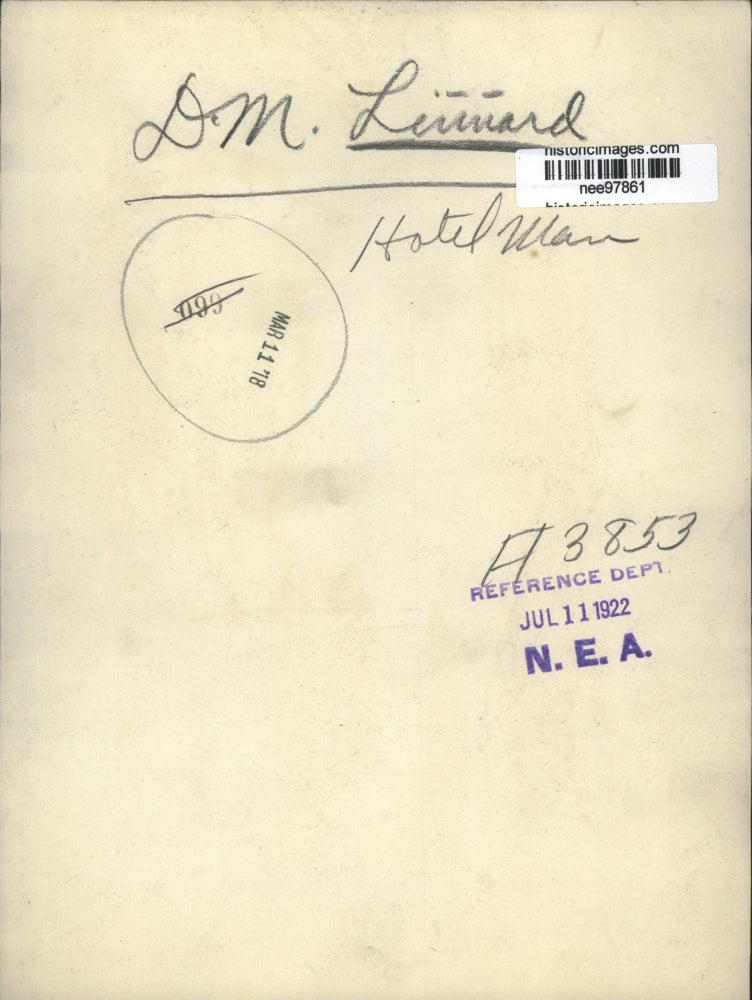 D.M. Linnard
historicimages.com
nee97861
Hotel Man
MAR 11 '18
3853
REFERENCE DEPT.
JUL 11 1922
N. E. A.